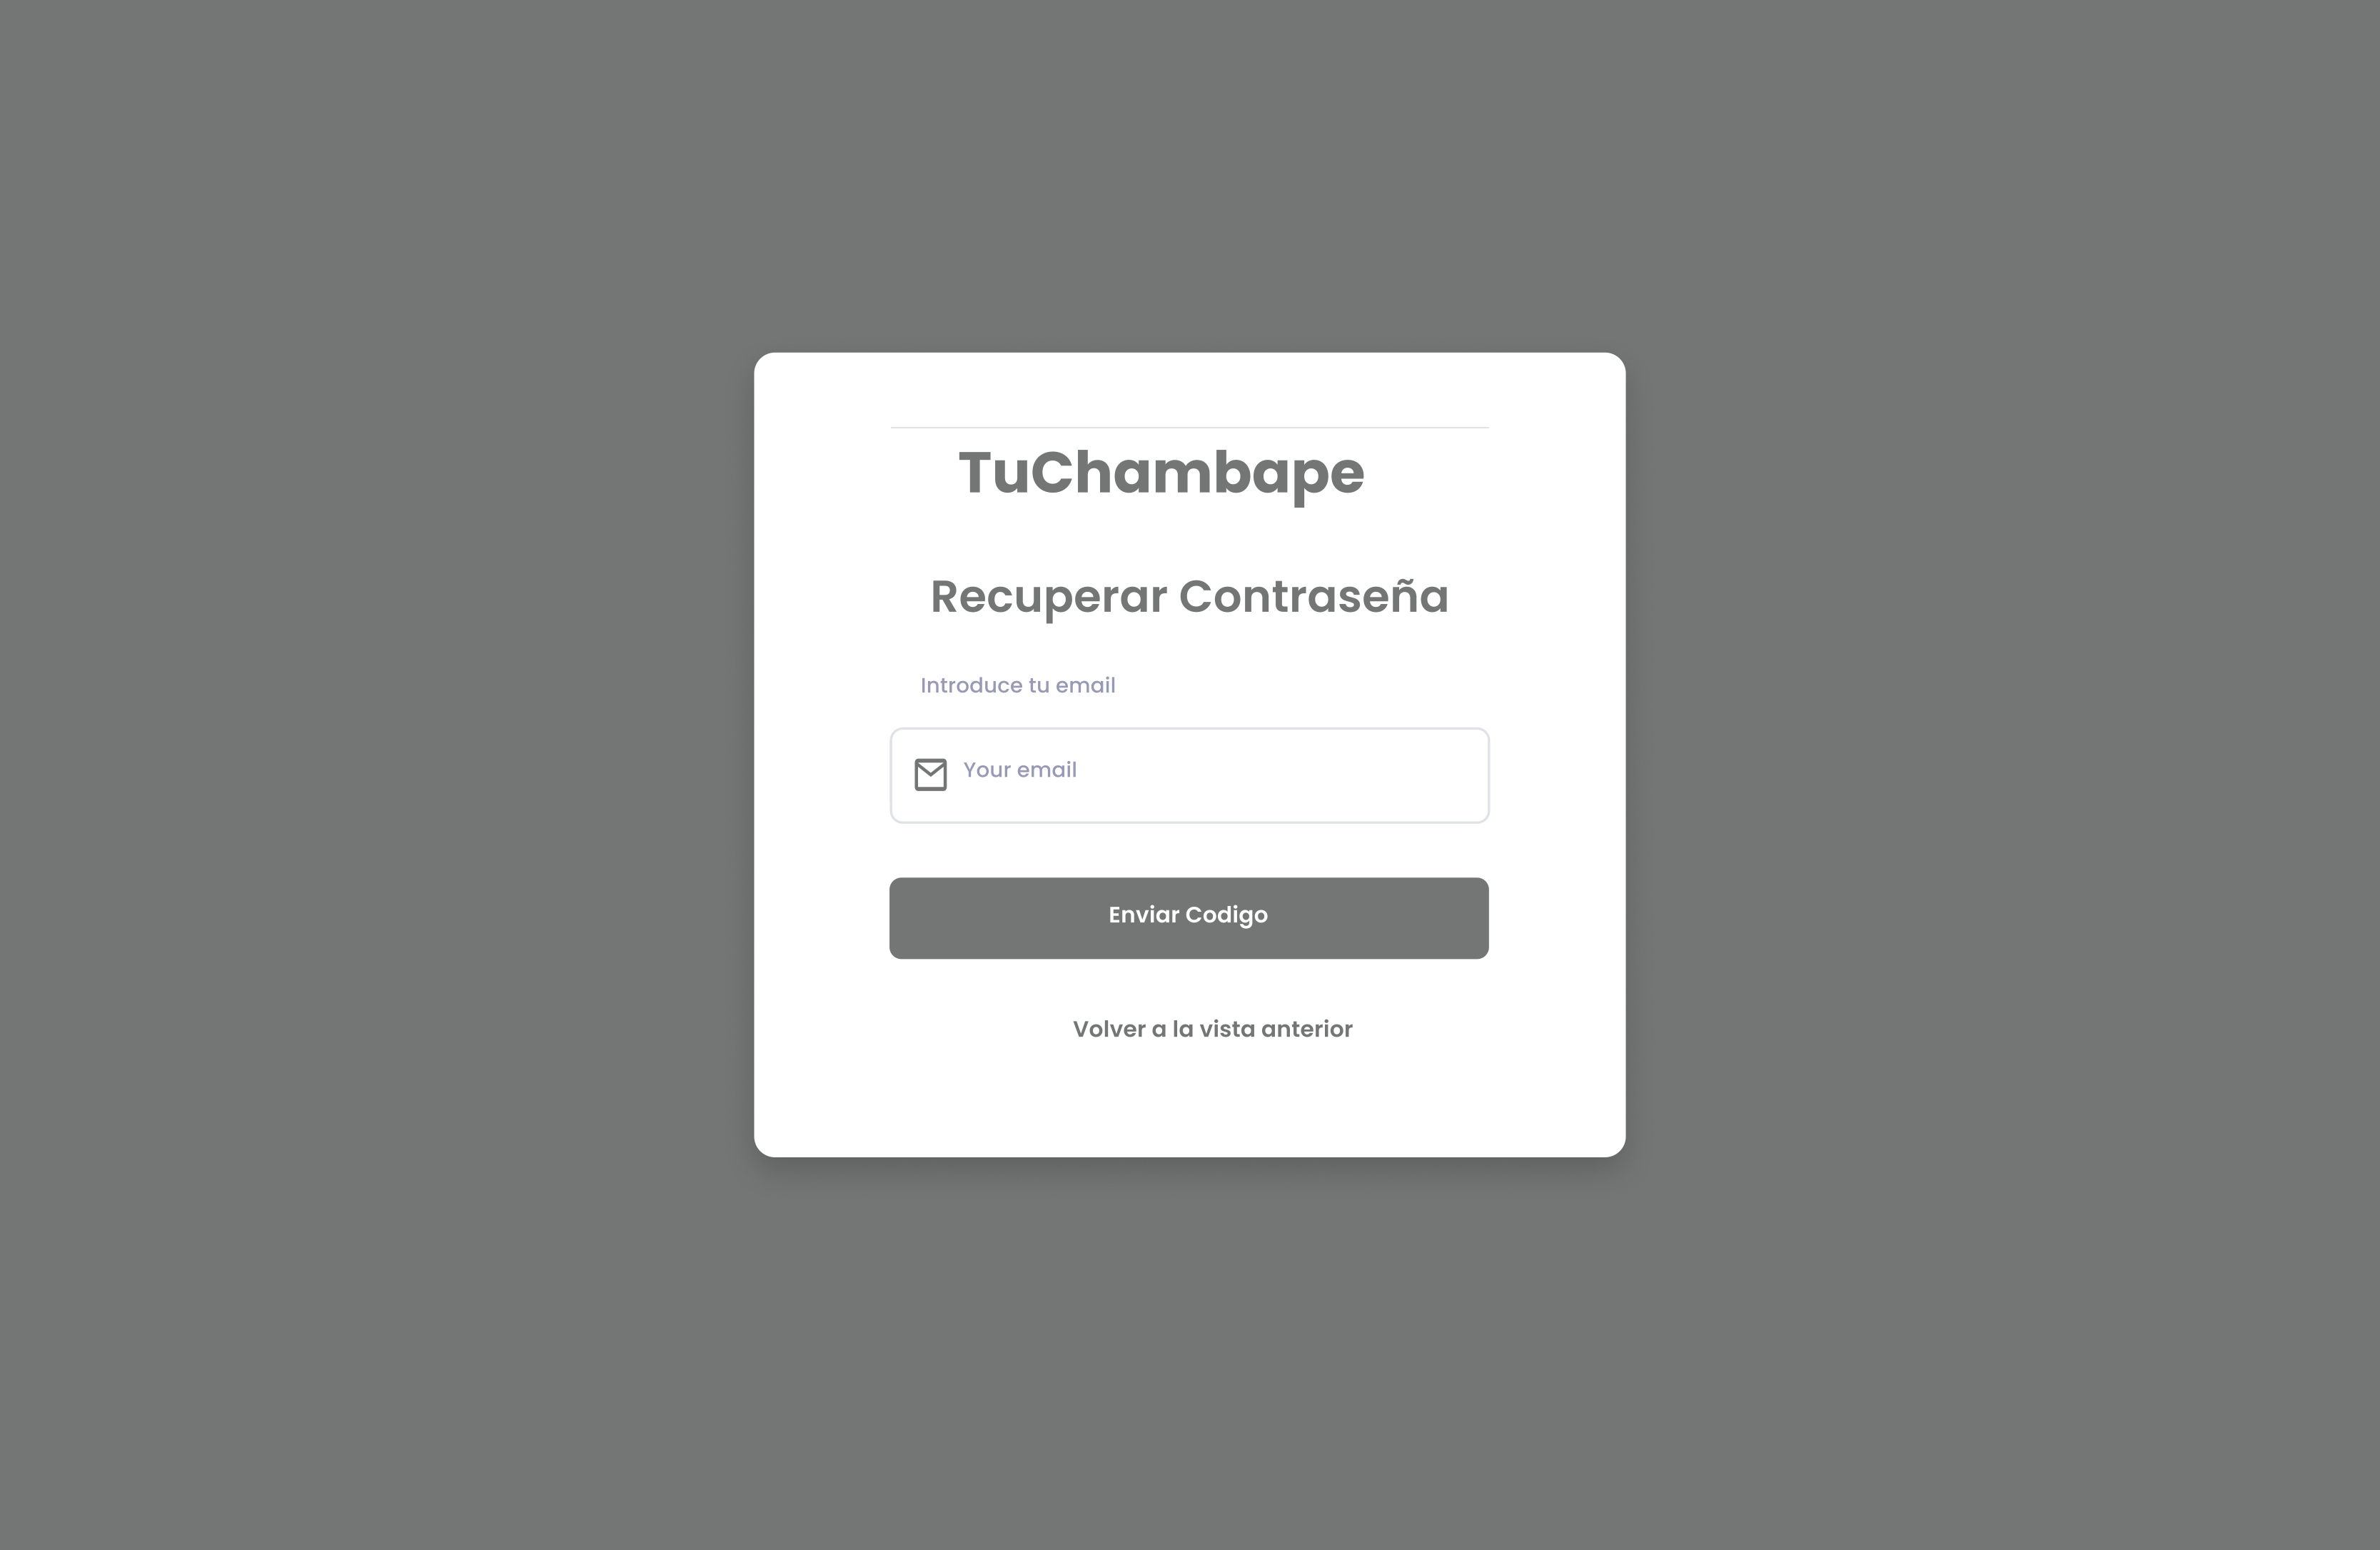 TuChambape
Recuperar Contraseña
Introduce tu email
Your email
Enviar Codigo
Volver a la vista anterior